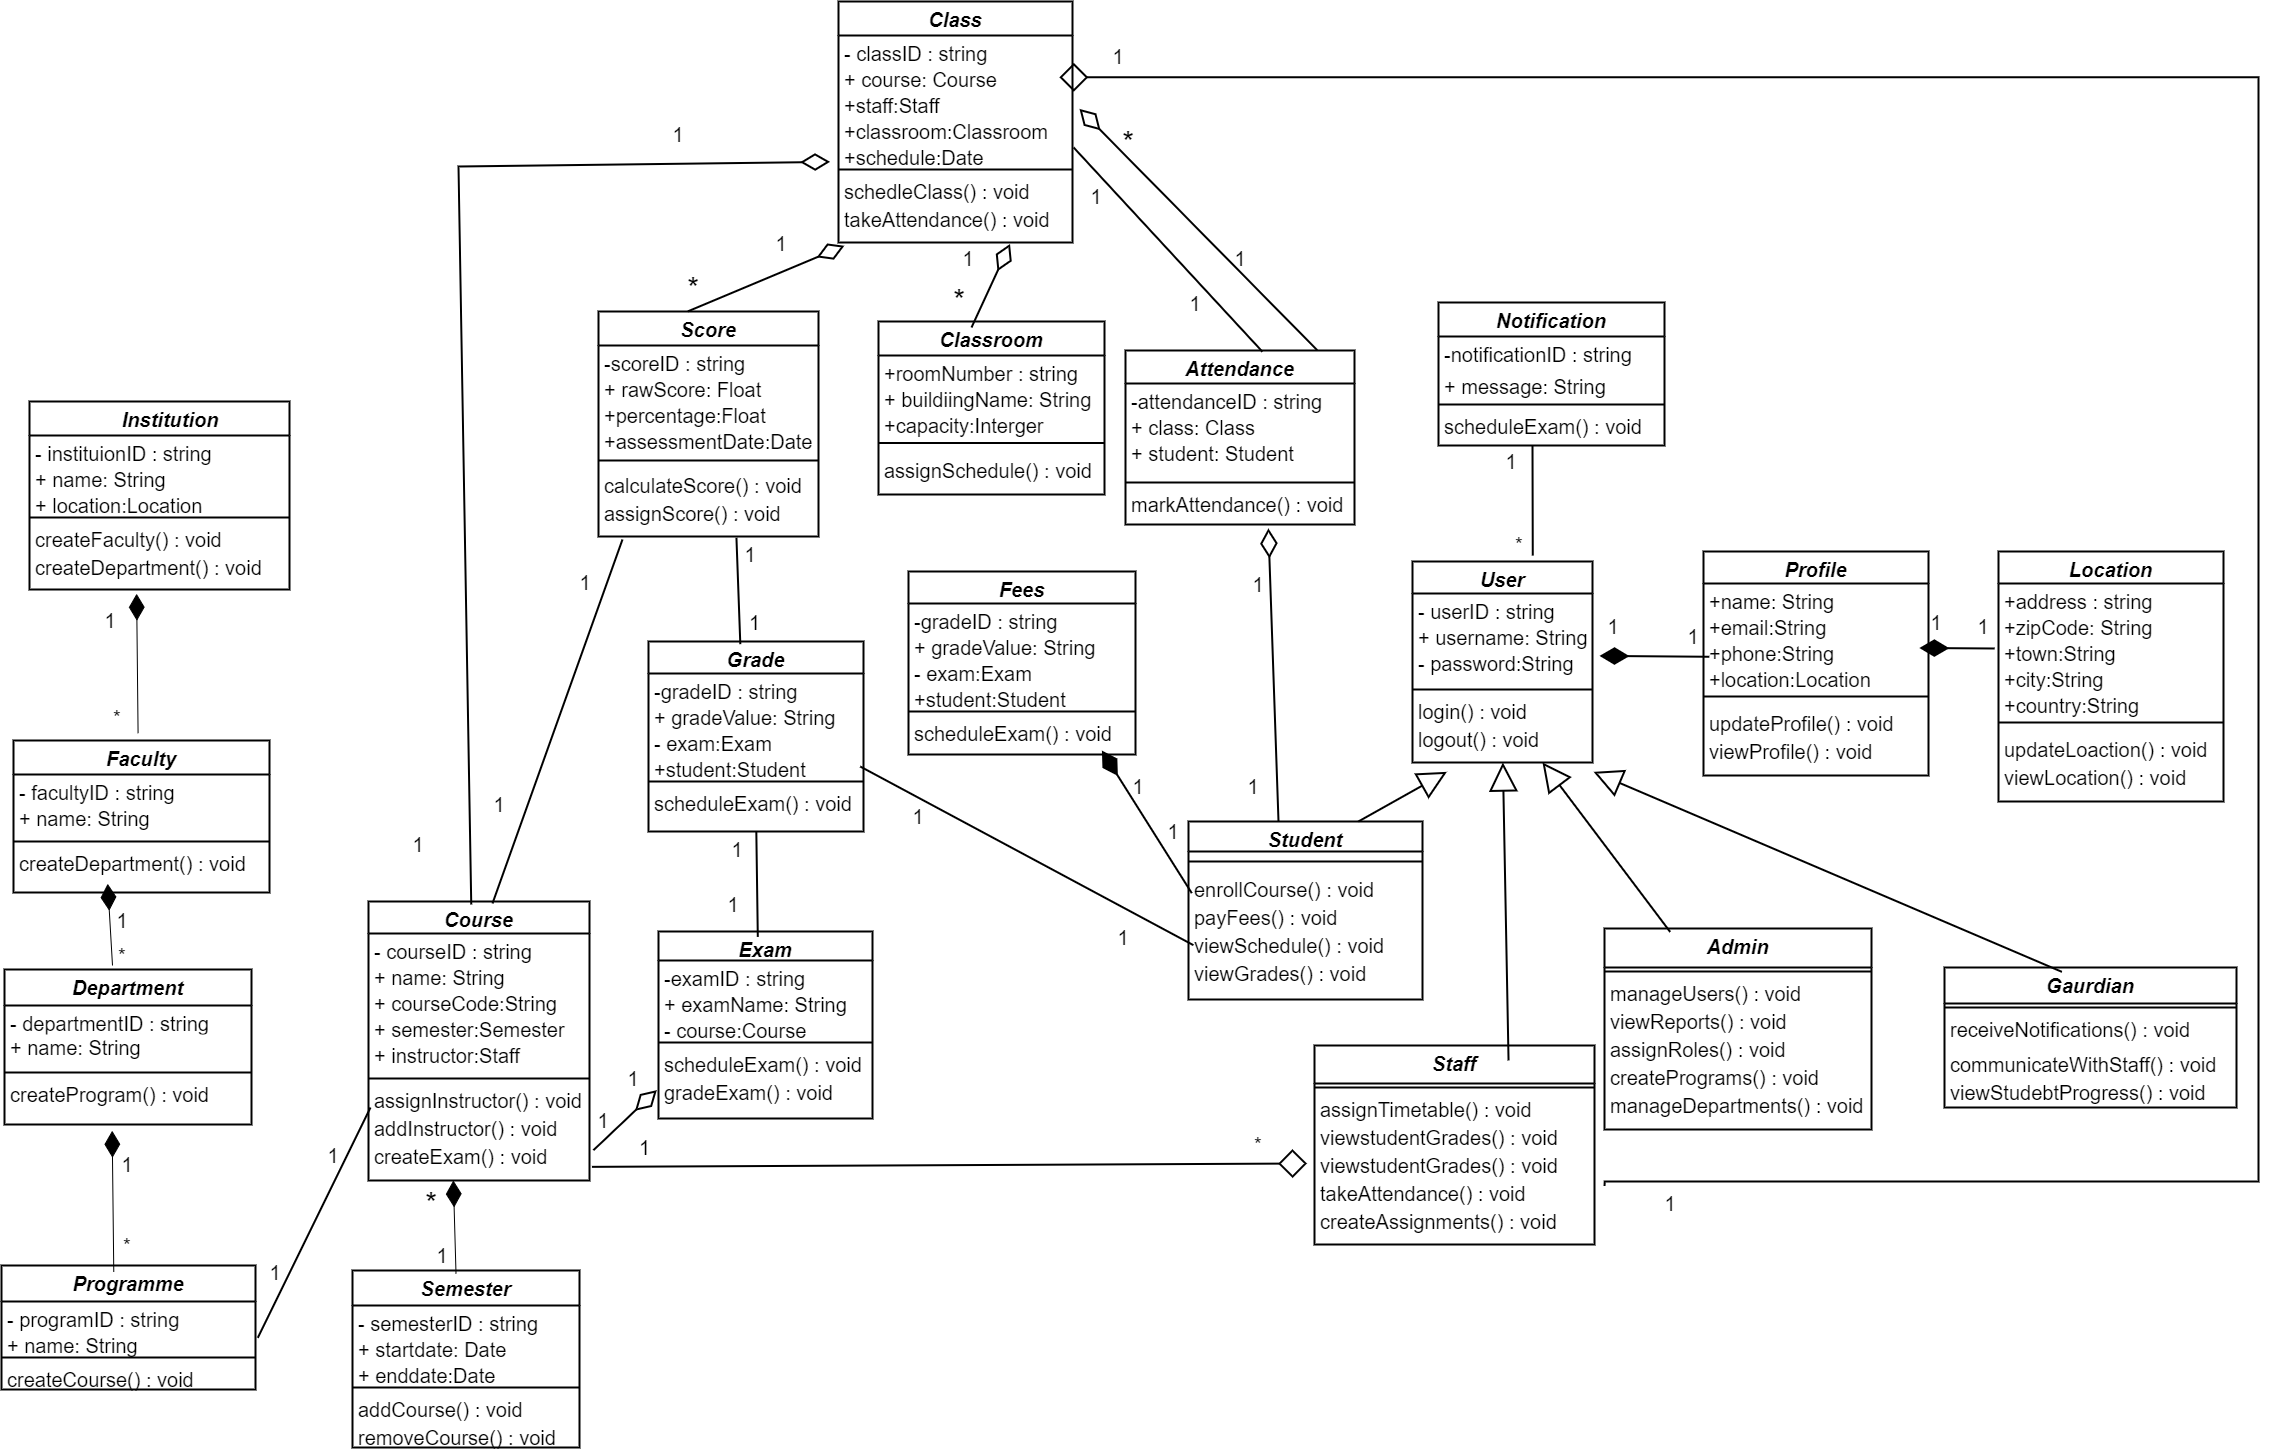 Class
- classID : string
+ course: Course
+staff:Staff
+classroom:Classroom
+schedule:Date
schedleClass() : void
takeAttendance() : void
1
1
*
1
1
*
1
*
1
1
Score
-scoreID : string
+ rawScore: Float
+percentage:Float
+assessmentDate:Date
calculateScore() : void
assignScore() : void
Classroom
+roomNumber : string
+ buildiingName: String
+capacity:Interger
assignSchedule() : void
Attendance
-attendanceID : string
+ class: Class
+ student: Student
markAttendance() : void
Notification
-notificationID : string
+ message: String
scheduleExam() : void
1
*
Institution
- instituionID : string
+ name: String
+ location:Location
createFaculty() : void
createDepartment() : void
1
*
1
1
1
1
Fees
-gradeID : string
+ gradeValue: String
- exam:Exam
+student:Student
scheduleExam() : void
1
1
1
1
User
- userID : string
+ username: String
- password:String
login() : void
logout() : void
1
1
Profile
+name: String
+email:String
+phone:String
+location:Location
updateProfile() : void
viewProfile() : void
1
1
Location
+address : string
+zipCode: String
+town:String
+city:String
+country:String
updateLoaction() : void
viewLocation() : void
Grade
-gradeID : string
+ gradeValue: String
- exam:Exam
+student:Student
scheduleExam() : void
1
1
1
1
Faculty
- facultyID : string
+ name: String
createDepartment() : void
1
*
1
Student
enrollCourse() : void
payFees() : void
viewSchedule() : void
viewGrades() : void
Course
- courseID : string
+ name: String
+ courseCode:String
+ semester:Semester
+ instructor:Staff
assignInstructor() : void
addInstructor() : void
createExam() : void
Exam
-examID : string
+ examName: String
- course:Course
scheduleExam() : void
gradeExam() : void
1
1
1
*
Admin
manageUsers() : void
viewReports() : void
assignRoles() : void
createPrograms() : void
manageDepartments() : void
Gaurdian
receiveNotifications() : void
communicateWithStaff() : void
viewStudebtProgress() : void
Department
- departmentID : string
+ name: String
createProgram() : void
1
*
1
1
Staff
assignTimetable() : void
viewstudentGrades() : void
viewstudentGrades() : void
takeAttendance() : void
createAssignments() : void
1
*
1
Programme
- programID : string
+ name: String
createCourse() : void
Semester
- semesterID : string
+ startdate: Date
+ enddate:Date
addCourse() : void
removeCourse() : void